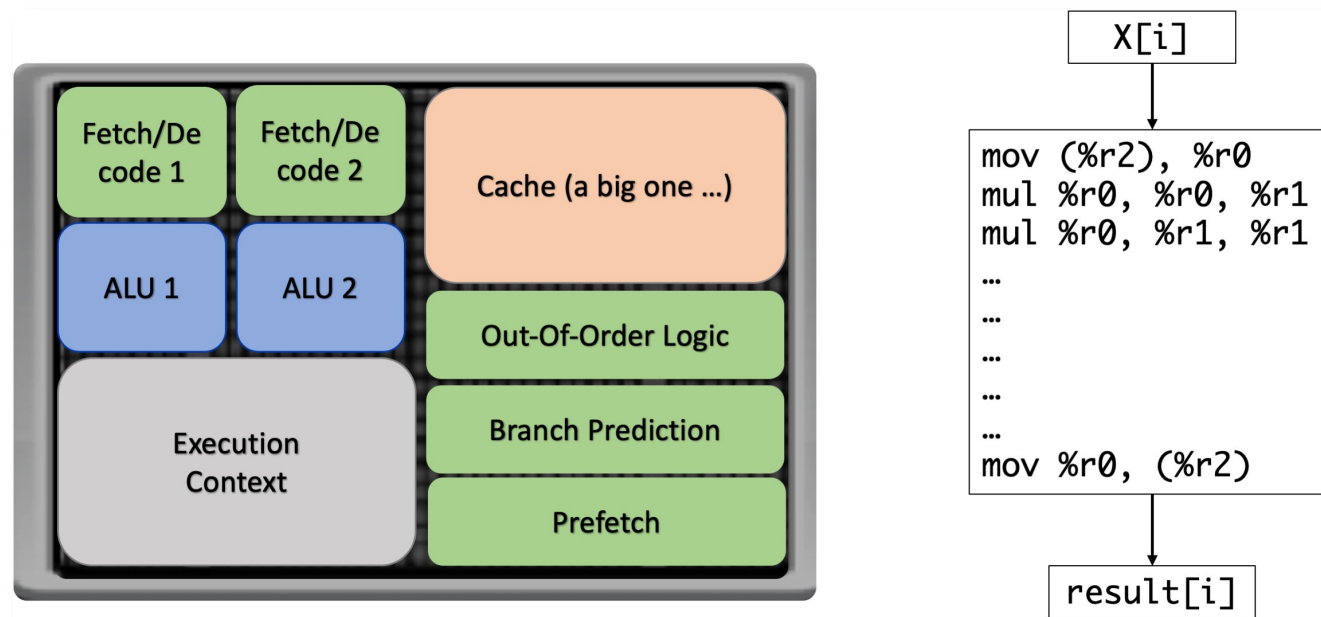 Fetch/De
code 1
Fetch/De
code 2
Cache (a big one ...)
ALU 1
ALU 2
Out-Of-Order Logic
Execution
Context
Branch Prediction
Prefetch
X[i]
mov (%r2), %r0
mul %r0, %r0, %r1
mul %r0, %r1, %r1
…
…
…
…
…
mov %r0, (%r2)
result[i]